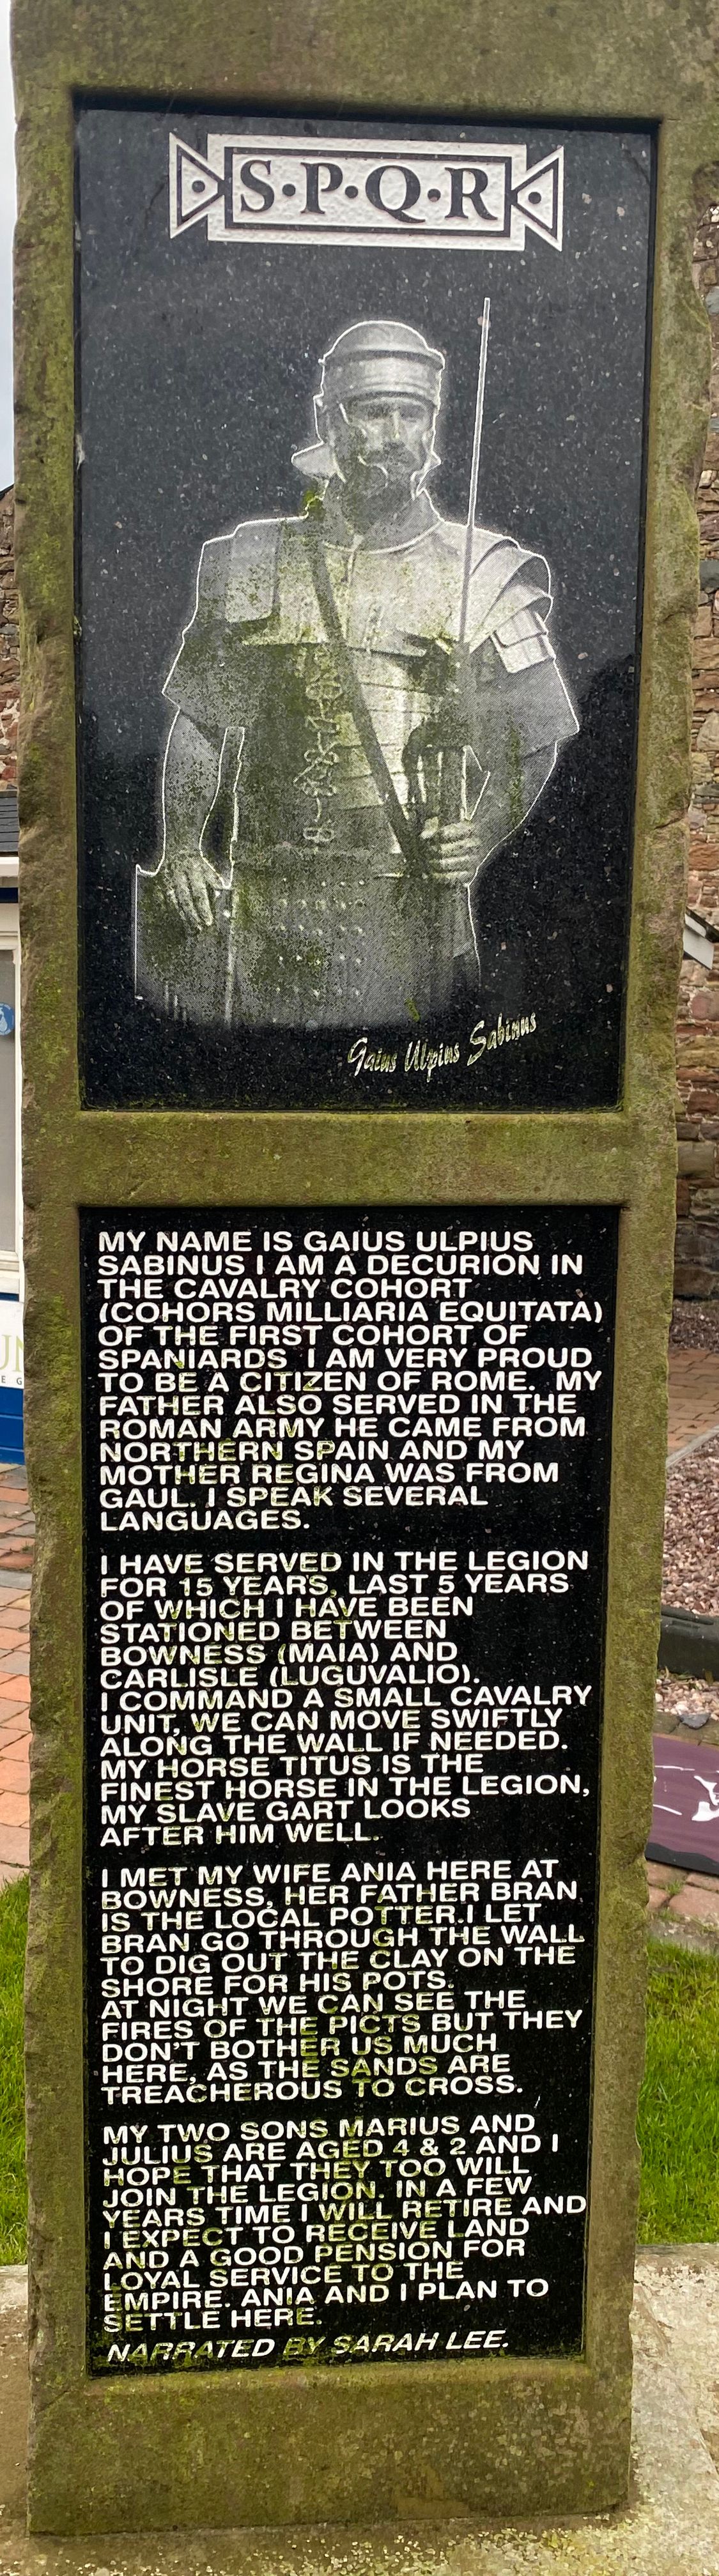 S·P·Q·R
Gaius Ulpius Sabinus
MY NAME IS GAIUS ULPIUS
SABINUS I AM A DECURION IN
THE CAVALRY COHORT
(COHORS MILLIARIA EQUITATA)
OF THE FIRST COHORT OF
SPANIARDS I AM VERY PROUD
TO BE A CITIZEN OF ROME. MY
FATHER ALSO SERVED IN THE
ROMAN ARMY HE CAME FROM
NORTHERN SPAIN AND MY
MOTHER REGINA WAS FROM
GAUL. I SPEAK SEVERAL
LANGUAGES.
I HAVE SERVED IN THE LEGION
FOR 15 YEARS, LAST 5 YEARS
OF WHICH I HAVE BEEN
STATIONED BETWEEN
BOWNESS (MAIA) AND
CARLISLE (LUGUVALIO).
I COMMAND A SMALL CAVALRY
UNIT, WE CAN MOVE SWIFTLY
ALONG THE WALL IF NEEDED.
MY HORSE TITUS IS THE
FINEST HORSE IN THE LEGION,
MY SLAVE GART LOOKS
AFTER HIM WELL.
I MET MY WIFE ANIA HERE AT
BOWNESS, HER FATHER BRAN
IS THE LOCAL POTTER.I LET
BRAN GO THROUGH THE WALL
TO DIG OUT THE CLAY ON THE
SHORE FOR HIS POTS.
AT NIGHT WE CAN SEE THE
FIRES OF THE PICTS BUT THEY
DON'T BOTHER US MUCH
HERE, AS THE SANDS ARE
TREACHEROUS TO CROSS.
MY TWO SONS MARIUS AND
JULIUS ARE AGED 4 & 2 AND I
HOPE THAT THEY TOO WILL
JOIN THE LEGION. IN A FEW
YEARS TIME I WILL RETIRE AND
I EXPECT TO RECEIVE LAND
AND A GOOD PENSION FOR
LOYAL SERVICE TO THE
EMPIRE. ANIA AND I PLAN TO
SETTLE HERE.
NARRATED BY SARAH LEE.